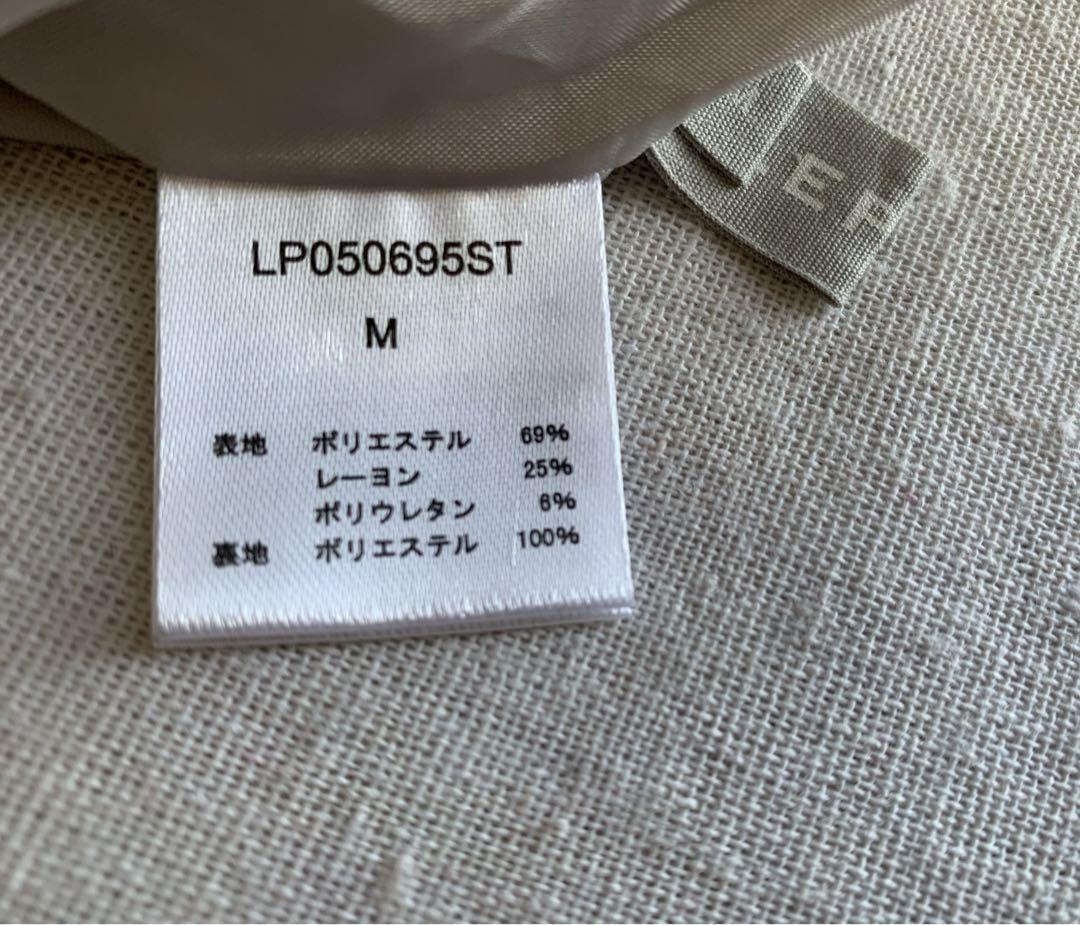 LP050695ST
M
表地 ポリエステル 69%
レーヨン 25%
ポリウレタン 6%
裏地 ポリエステル 100%